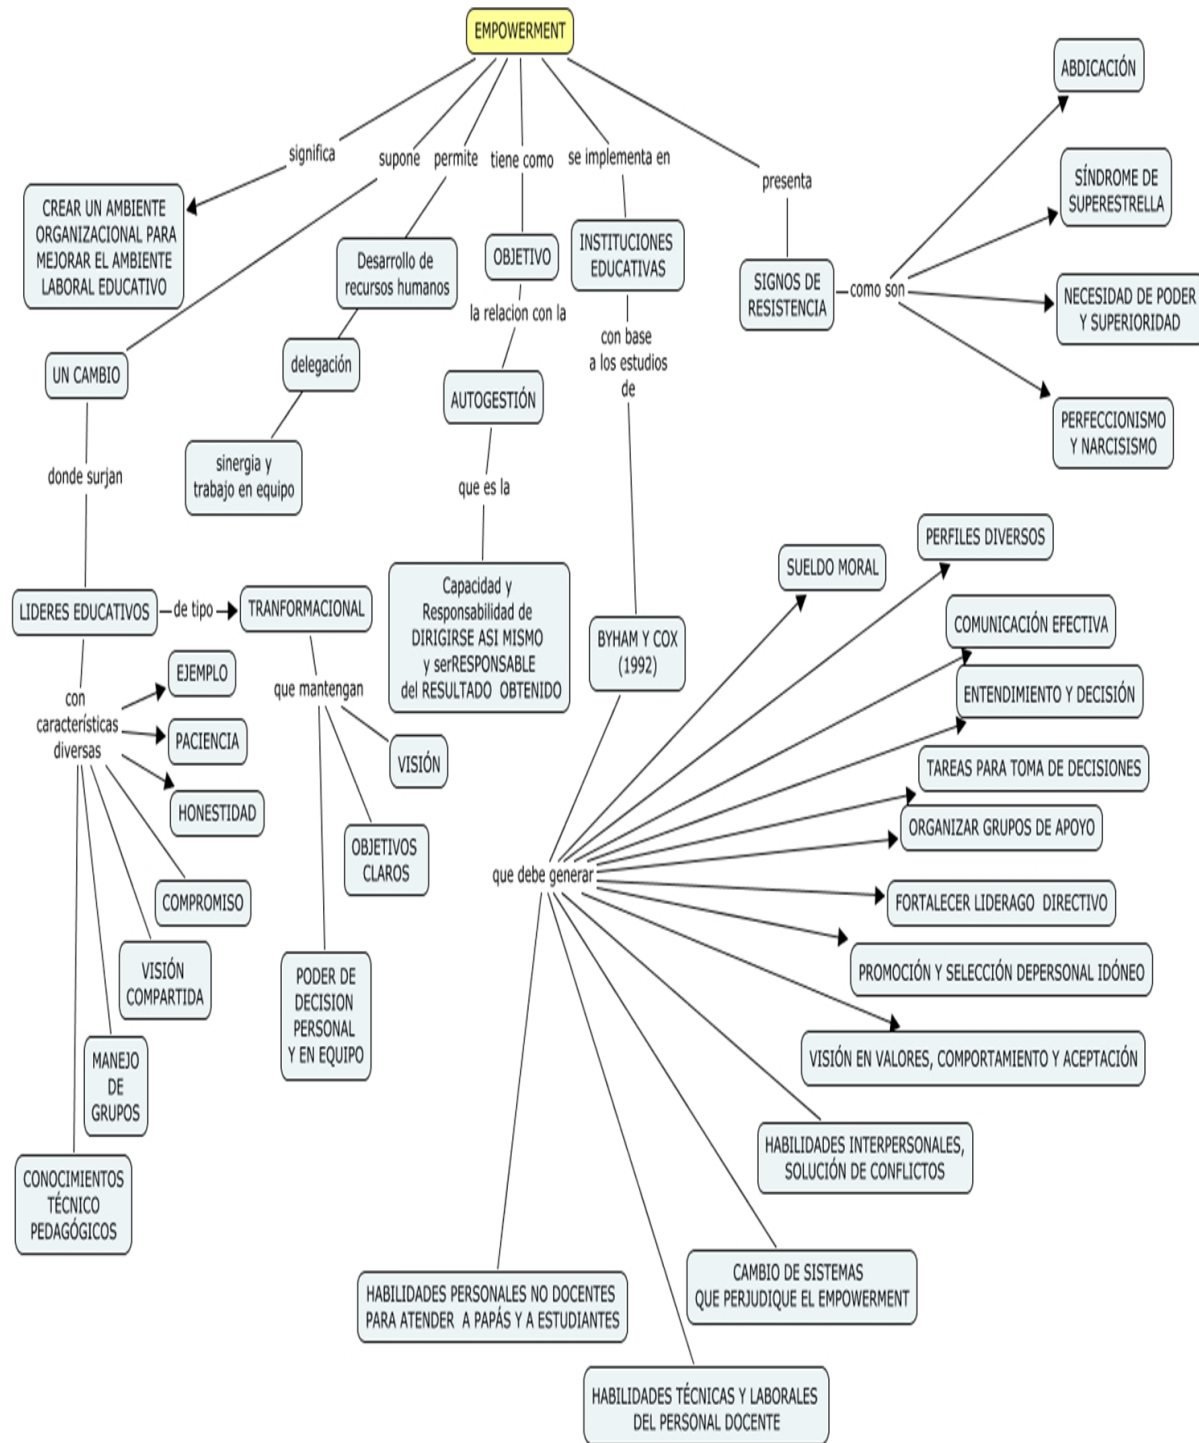 EMPOWERMENT
significa
supone
permite
tiene como
se implementa en
presenta
CREAR UN AMBIENTE
ORGANIZACIONAL PARA
MEJORAR EL AMBIENTE
LABORAL EDUCATIVO
UN CAMBIO
donde surjan
LIDERES EDUCATIVOS
de tipo
TRANFORMACIONAL
con
características
diversas
EJEMPLO
PACIENCIA
HONESTIDAD
COMPROMISO
VISIÓN
COMPARTIDA
MANEJO
DE
GRUPOS
CONOCIMIENTOS
TÉCNICO
PEDAGÓGICOS
que mantengan
VISIÓN
OBJETIVOS
CLAROS
PODER DE
DECISION
PERSONAL
Y EN EQUIPO
Desarrollo de
recursos humanos
delegación
sinergia y
trabajo en equipo
OBJETIVO
la relacion con la
AUTOGESTIÓN
que es la
Capacidad y
Responsabilidad de
DIRIGIRSE ASI MISMO
y serRESPONSABLE
del RESULTADO OBTENIDO
INSTITUCIONES
EDUCATIVAS
con base
a los estudios
de
BYHAM Y COX
(1992)
que debe generar
SUELDO MORAL
PERFILES DIVERSOS
COMUNICACIÓN EFECTIVA
ENTENDIMIENTO Y DECISIÓN
TAREAS PARA TOMA DE DECISIONES
ORGANIZAR GRUPOS DE APOYO
FORTALECER LIDERAGO DIRECTIVO
PROMOCIÓN Y SELECCIÓN DEPERSONAL IDÓNEO
VISIÓN EN VALORES, COMPORTAMIENTO Y ACEPTACIÓN
HABILIDADES INTERPERSONALES,
SOLUCIÓN DE CONFLICTOS
CAMBIO DE SISTEMAS
QUE PERJUDIQUE EL EMPOWERMENT
HABILIDADES TÉCNICAS Y LABORALES
DEL PERSONAL DOCENTE
HABILIDADES PERSONALES NO DOCENTES
PARA ATENDER A PAPÁS Y A ESTUDIANTES
SIGNOS DE
RESISTENCIA
como son
ABDICACIÓN
SÍNDROME DE
SUPERESTRELLA
NECESIDAD DE PODER
Y SUPERIORIDAD
PERFECCIONISMO
Y NARCISISMO